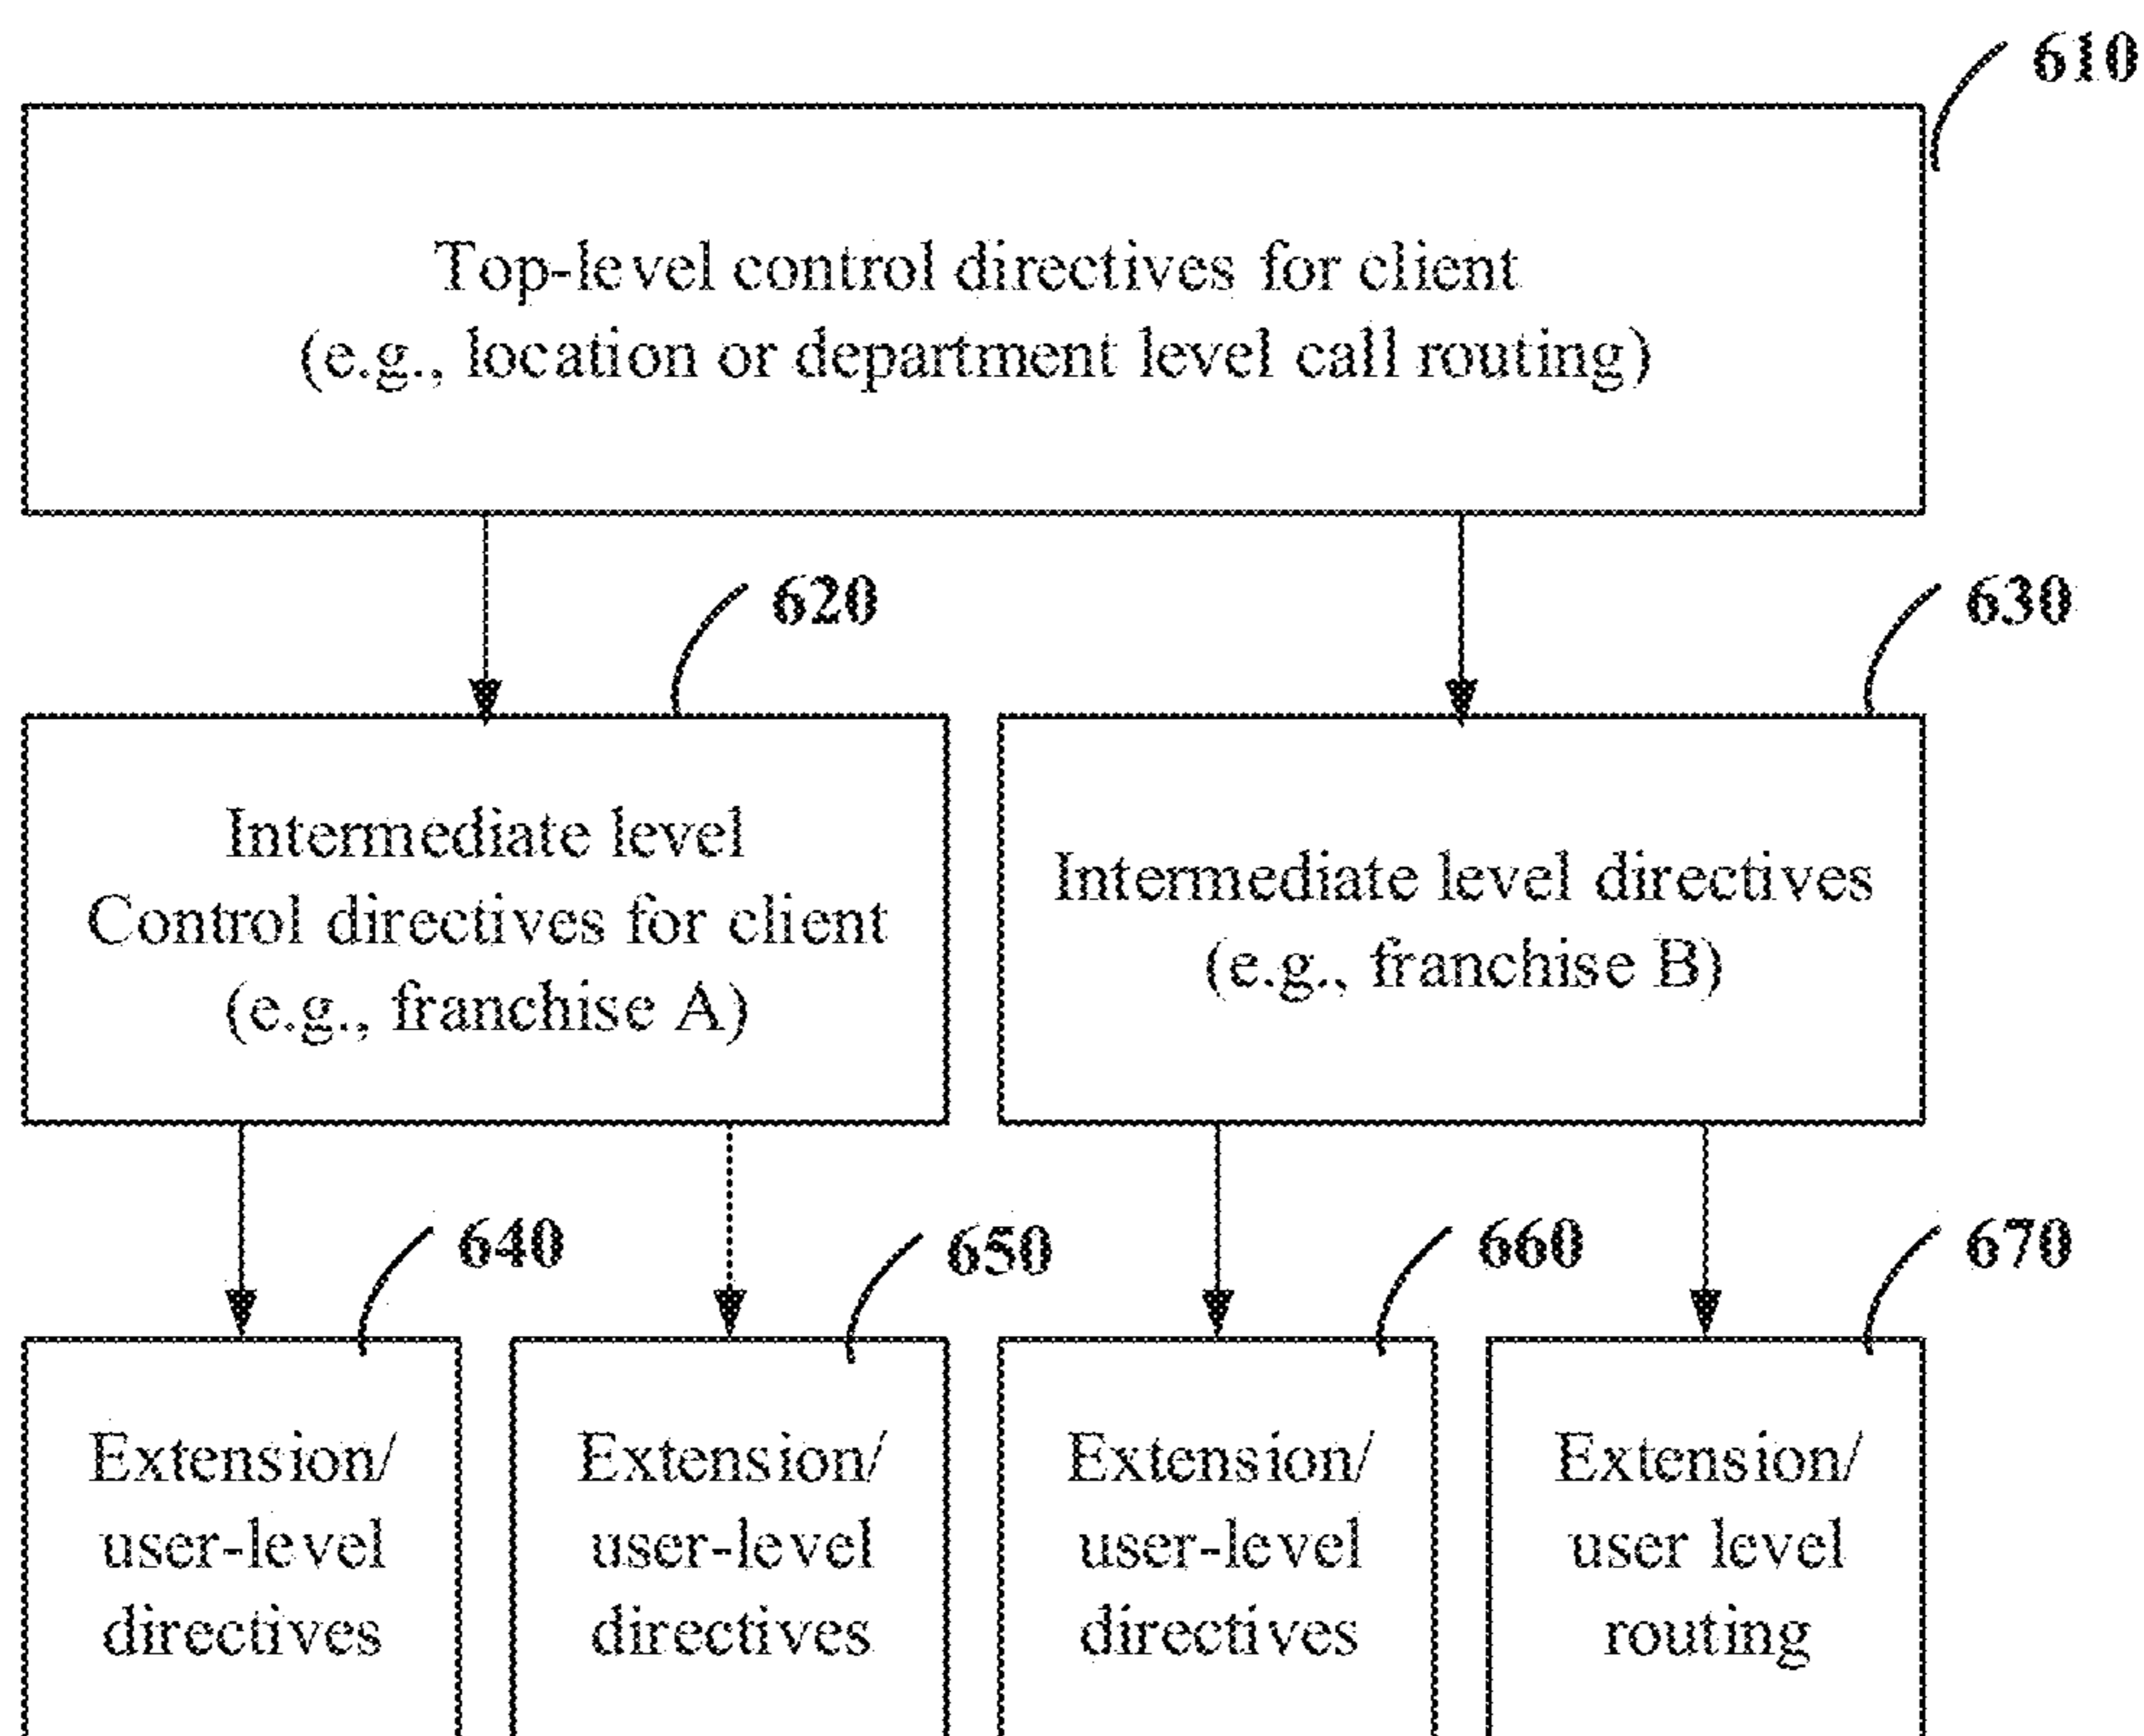 610
Top-level control directives for client
(e.g., location or department level call routing)
620
630
Intermediate level
Control directives for client
(e.g., franchise A)
Intermediate level directives
(e.g., franchise B)
640
650
660
670
Extension/
user-level
directives
Extension/
user-level
directives
Extension/
user-level
directives
Extension/
user level
routing